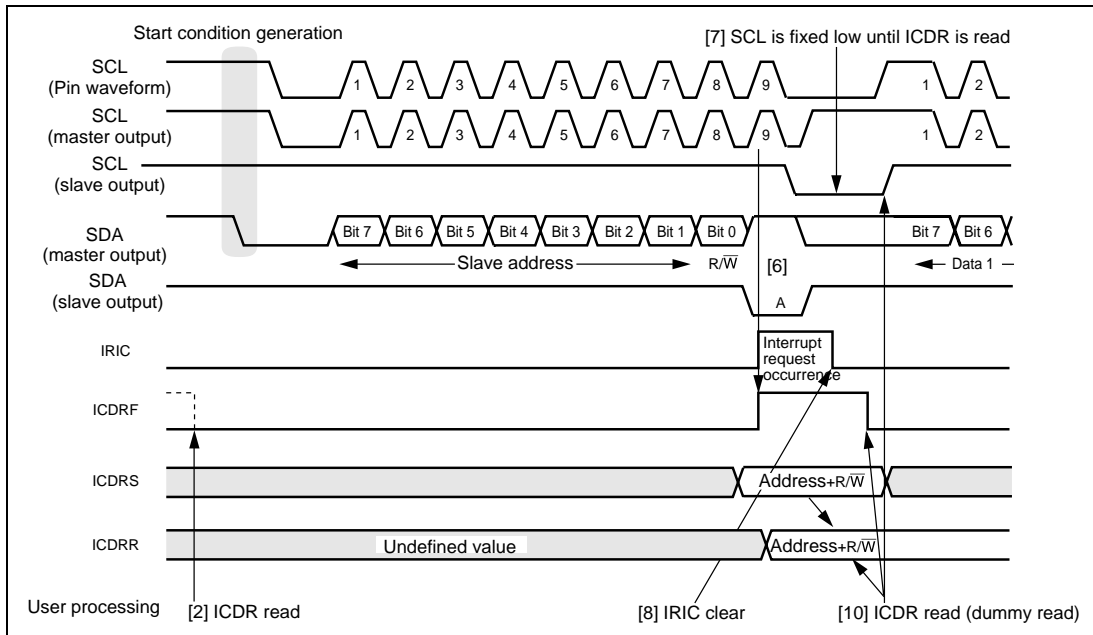 Start condition generation
[7] SCL is fixed low until ICDR is read
SCL
(Pin waveform)
1 2 3 4 5 6 7 8 9 1 2
SCL
(master output)
1 2 3 4 5 6 7 8 9 1 2
SCL
(slave output)
SDA
(master output)
Bit 7 Bit 6 Bit 5 Bit 4 Bit 3 Bit 2 Bit 1 Bit 0 Bit 7 Bit 6
Slave address R/W̅ [6] Data 1
SDA
(slave output)
A
IRIC
Interrupt
request
occurrence
ICDRF
ICDRS
Address+R/W̅
ICDRR
Undefined value
Address+R/W̅
User processing
[2] ICDR read
[8] IRIC clear
[10] ICDR read (dummy read)